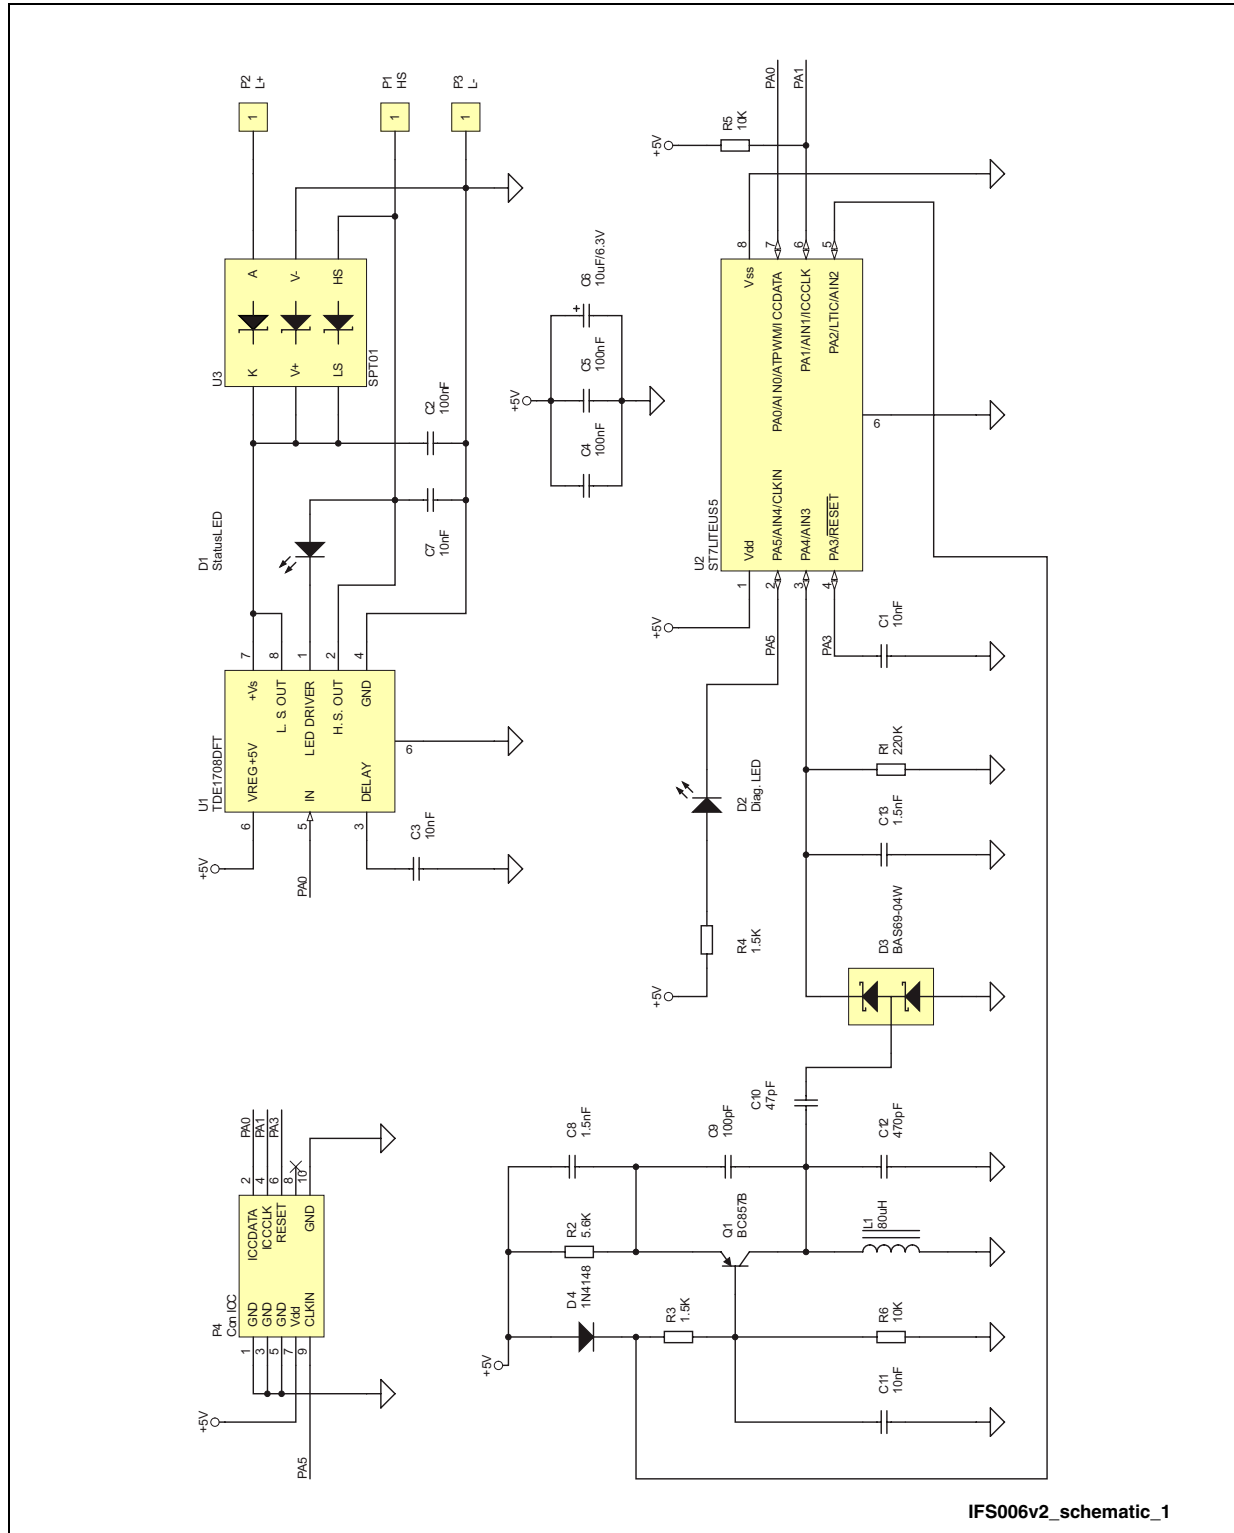 P2
L+
P1
HS
P3
L-
1
1
1
U3
A
V-
HS
K
V+
LS
SPT01
C2
100nF
C7
10nF
D1
StatusLED
U1
TDE1708DFT
VREG+5V
IN
DELAY
+Vs
L. S. OUT
LED DRIVER
H.S. OUT
GND
7
8
1
2
4
6
5
3
6
+5V
PA0
C3
10nF
+5V
C4
100nF
C5
100nF
C6
10uF/6.3V
+
PA0
PA1
+5V
R5
10K
U2
ST7LITEUS5
Vdd
PA5/AIN4/CLKIN
PA4/AIN3
PA3/RESET
Vss
PA0/AIN0/ATPWM/ICCDATA
PA1/AIN1/ICCCLK
PA2/LTIC/AIN2
8
7
6
5
1
2
3
4
6
+5V
PA5
PA3
C1
10nF
D2
Diag. LED
R4
1.5K
+5V
R1
220K
C13
1.5nF
D3
BAS69-04W
C10
47pF
P4
Con ICC
GND
GND
GND
Vdd
CLKIN
ICCDATA
ICCCLK
RESET
GND
1
3
5
7
9
2
4
6
8
10
PA0
PA1
PA3
+5V
PA5
+5V
D4
1N4148
R2
5.6K
C8
1.5nF
C9
100pF
Q1
BC857B
R3
1.5K
C12
470pF
L1
80uH
R6
10K
C11
10nF
IFS006v2_schematic_1